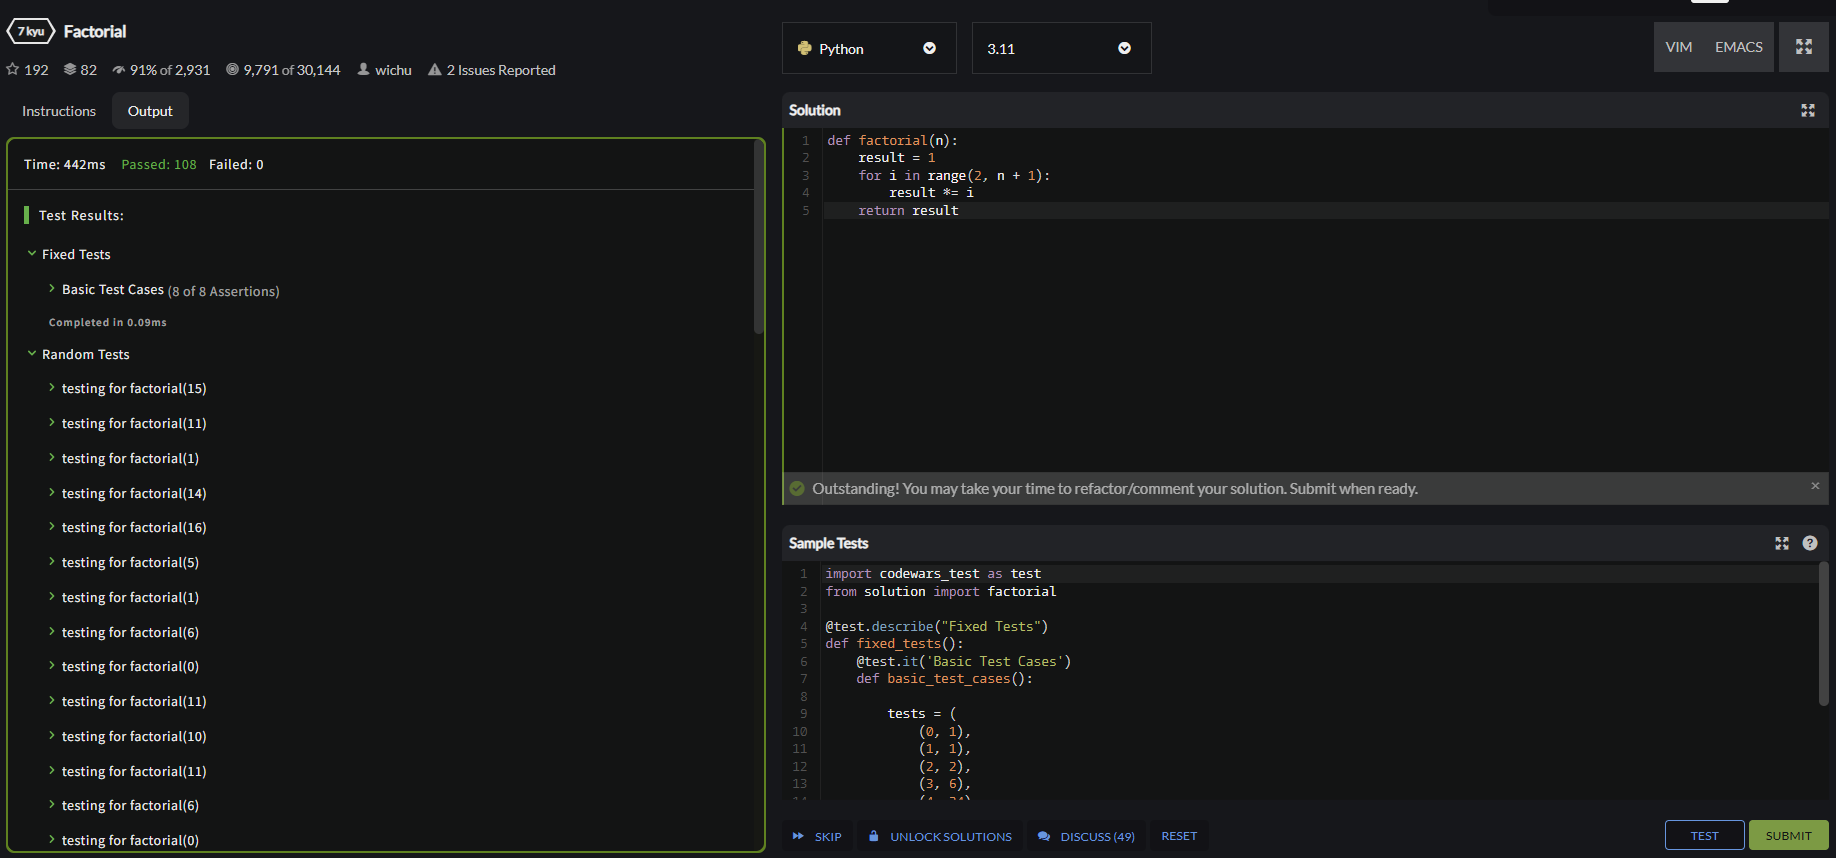 7 kyu Factorial
192 82 91% of 2,931 9,791 of 30,144 wichu 2 Issues Reported
Instructions Output
Time: 442ms Passed: 108 Failed: 0
Test Results:
Fixed Tests
Basic Test Cases (8 of 8 Assertions)
Completed in 0.09ms
Random Tests
testing for factorial(15)
testing for factorial(11)
testing for factorial(1)
testing for factorial(14)
testing for factorial(16)
testing for factorial(5)
testing for factorial(1)
testing for factorial(6)
testing for factorial(0)
testing for factorial(11)
testing for factorial(10)
testing for factorial(11)
testing for factorial(6)
testing for factorial(0)
Python 3.11 VIM EMACS
Solution
1 def factorial(n):
2 result = 1
3 for i in range(2, n + 1):
4 result *= i
5 return result
Outstanding! You may take your time to refactor/comment your solution. Submit when ready. ×
Sample Tests ?
1 import codewars_test as test
2 from solution import factorial
3
4 @test.describe("Fixed Tests")
5 def fixed_tests():
6 @test.it('Basic Test Cases')
7 def basic_test_cases():
8
9 tests = (
10 (0, 1),
11 (1, 1),
12 (2, 2),
13 (3, 6),
SKIP UNLOCK SOLUTIONS DISCUSS (49) RESET TEST SUBMIT